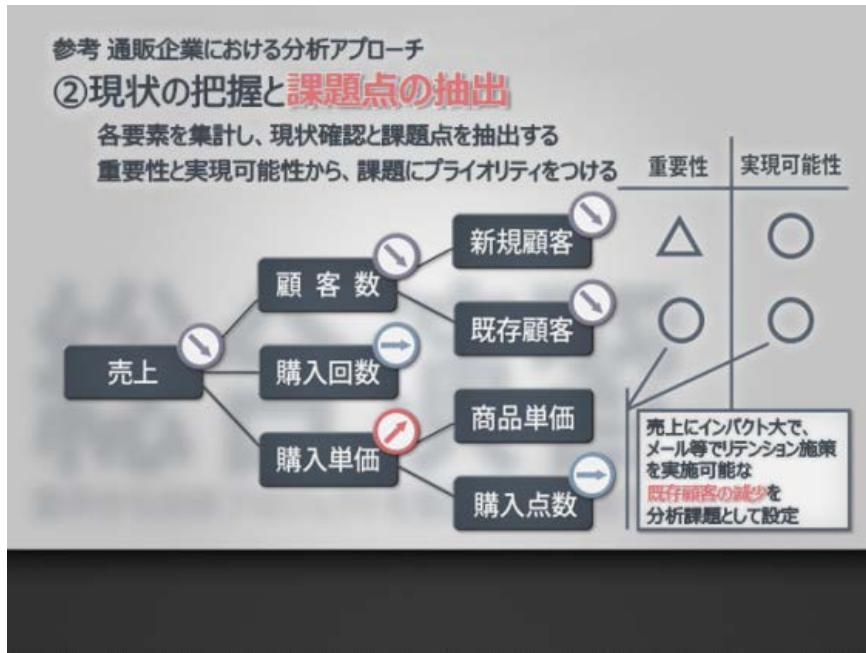 参考 通販企業における分析アプローチ
②現状の把握と課題点の抽出
各要素を集計し、現状確認と課題点を抽出する
重要性と実現可能性から、課題にプライオリティをつける
重要性
実現可能性
新規顧客
顧客数
既存顧客
売上
購入回数
商品単価
購入単価
購入点数
売上にインパクト大で、
メール等でリテンション施策
を実施可能な
既存顧客の減少を
分析課題として設定